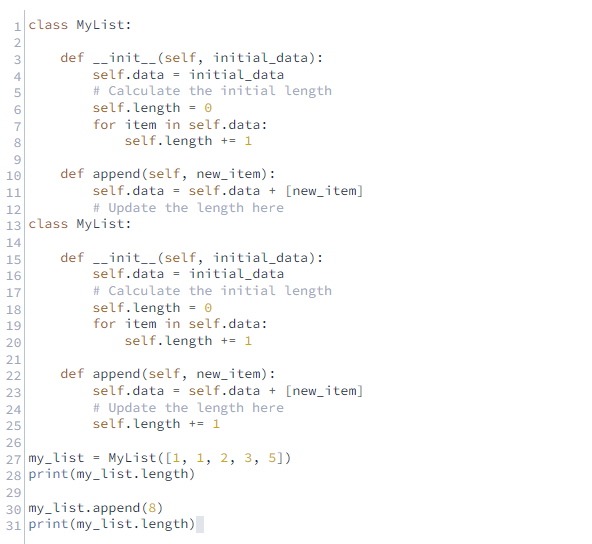 1 class MyList:
2
3     def __init__(self, initial_data):
4         self.data = initial_data
5         # Calculate the initial length
6         self.length = 0
7         for item in self.data:
8             self.length += 1
9
10     def append(self, new_item):
11         self.data = self.data + [new_item]
12         # Update the length here
13 class MyList:
14
15     def __init__(self, initial_data):
16         self.data = initial_data
17         # Calculate the initial length
18         self.length = 0
19         for item in self.data:
20             self.length += 1
21
22     def append(self, new_item):
23         self.data = self.data + [new_item]
24         # Update the length here
25         self.length += 1
26
27 my_list = MyList([1, 1, 2, 3, 5])
28 print(my_list.length)
29
30 my_list.append(8)
31 print(my_list.length)